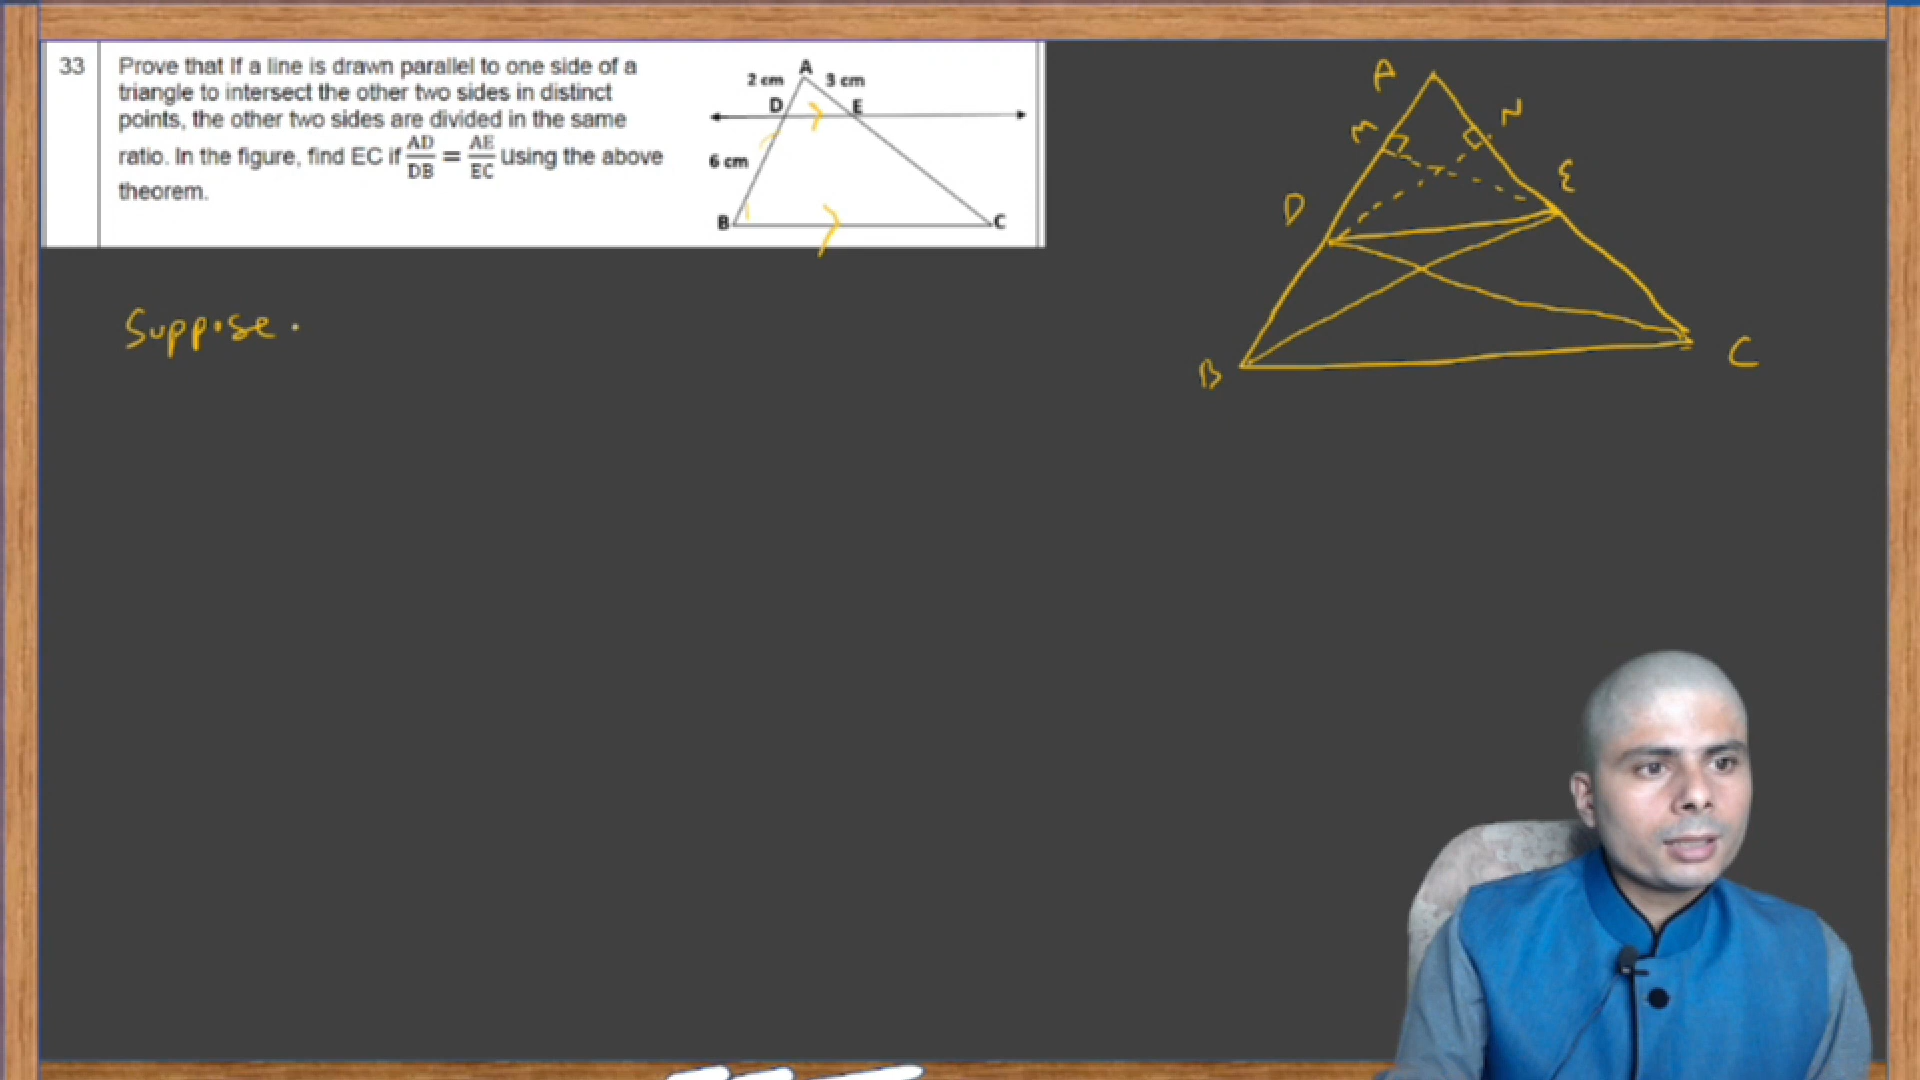 33
Prove that If a line is drawn parallel to one side of a
triangle to intersect the other two sides in distinct
points, the other two sides are divided in the same
ratio. In the figure, find EC if AD/DB = AE/EC Using the above
theorem.
A
2 cm 3 cm
D E
6 cm
B C
A
M N
D E
B C
Suppose.